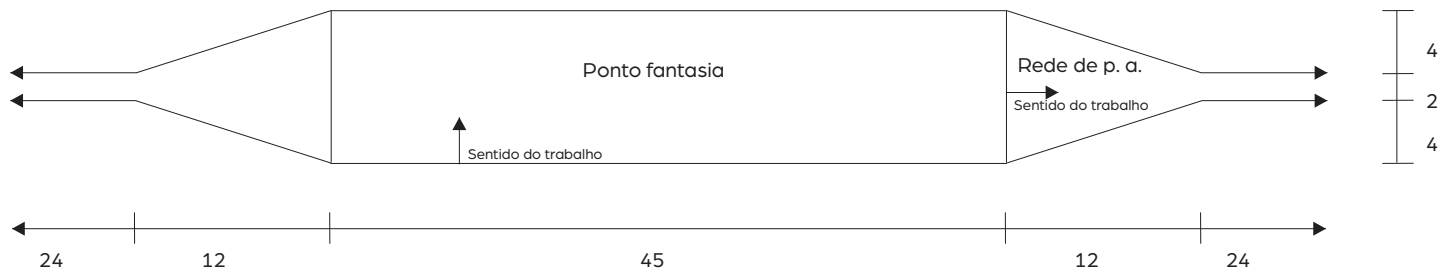 Ponto fantasia
Rede de p. a.
Sentido do trabalho
Sentido do trabalho
4
2
4
24
12
45
12
24